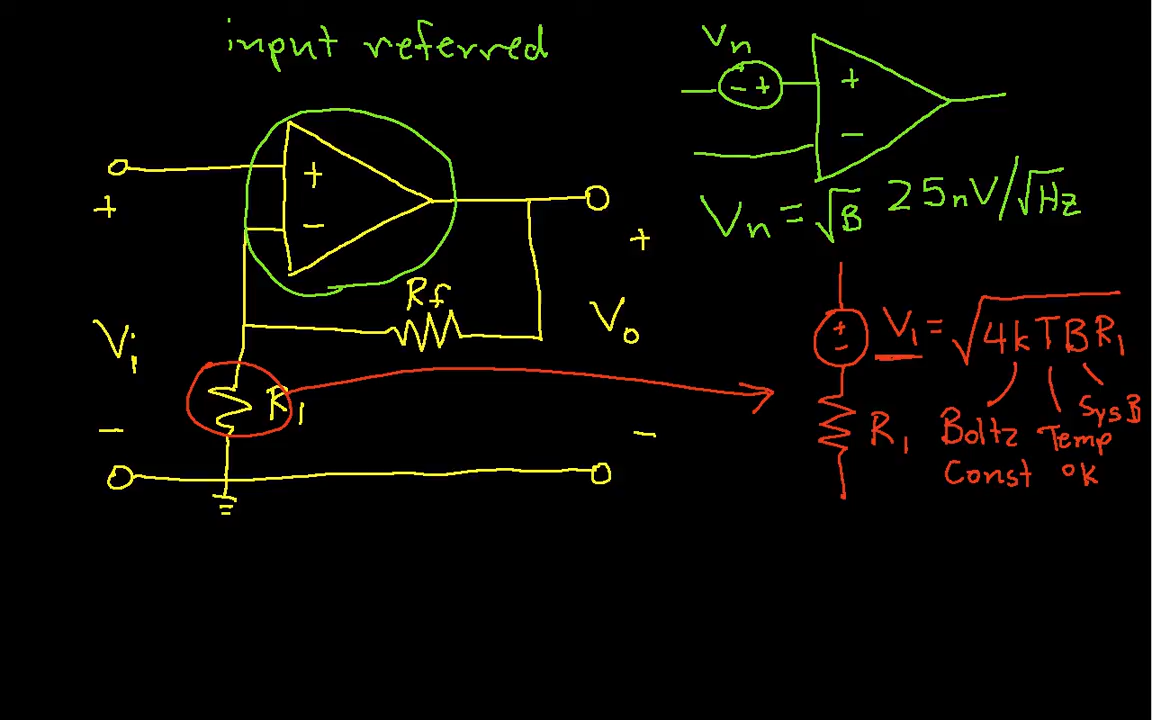 input referred
Vn
- +
+
-
+
-
+
Vn = √B 25nV/√Hz
+
Rf
Vi
Vo
+
-
V1 = √4kTBR1
R1
R1
Boltz
Const
Temp
°K
Sys B
-
-